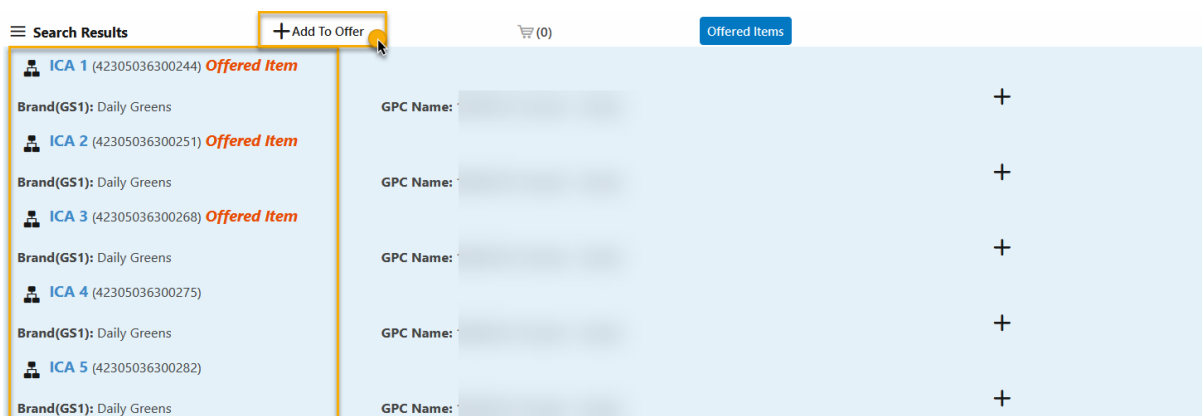 Search Results Add To Offer (0) Offered Items
ICA 1 (42305036300244) Offered Item
Brand(GS1): Daily Greens GPC Name:
ICA 2 (42305036300251) Offered Item
Brand(GS1): Daily Greens GPC Name:
ICA 3 (42305036300268) Offered Item
Brand(GS1): Daily Greens GPC Name:
ICA 4 (42305036300275)
Brand(GS1): Daily Greens GPC Name:
ICA 5 (42305036300282)
Brand(GS1): Daily Greens GPC Name: